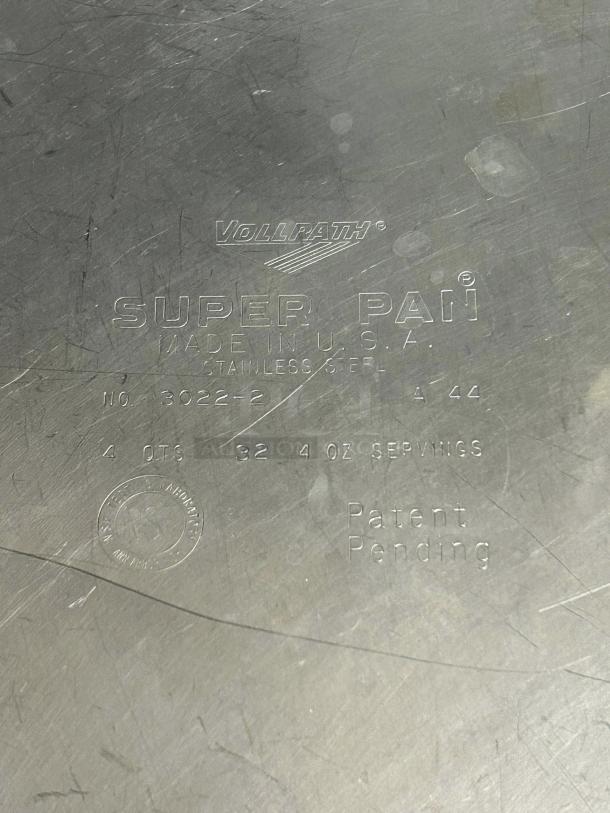 VOLLRATH®
SUPER PAN®
MADE IN U.S.A.
STAINLESS STEEL
NO. 3022-2 A 44
4 QTS 32 4 OZ SERVINGS
Patent
Pending